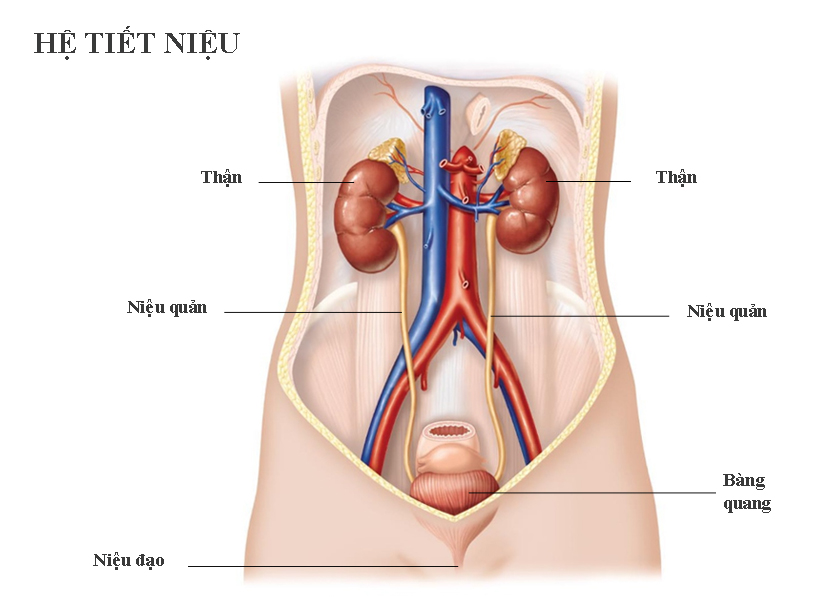 HỆ TIẾT NIỆU
Thận
Thận
Niệu quản
Niệu quản
Bàng
quang
Niệu đạo